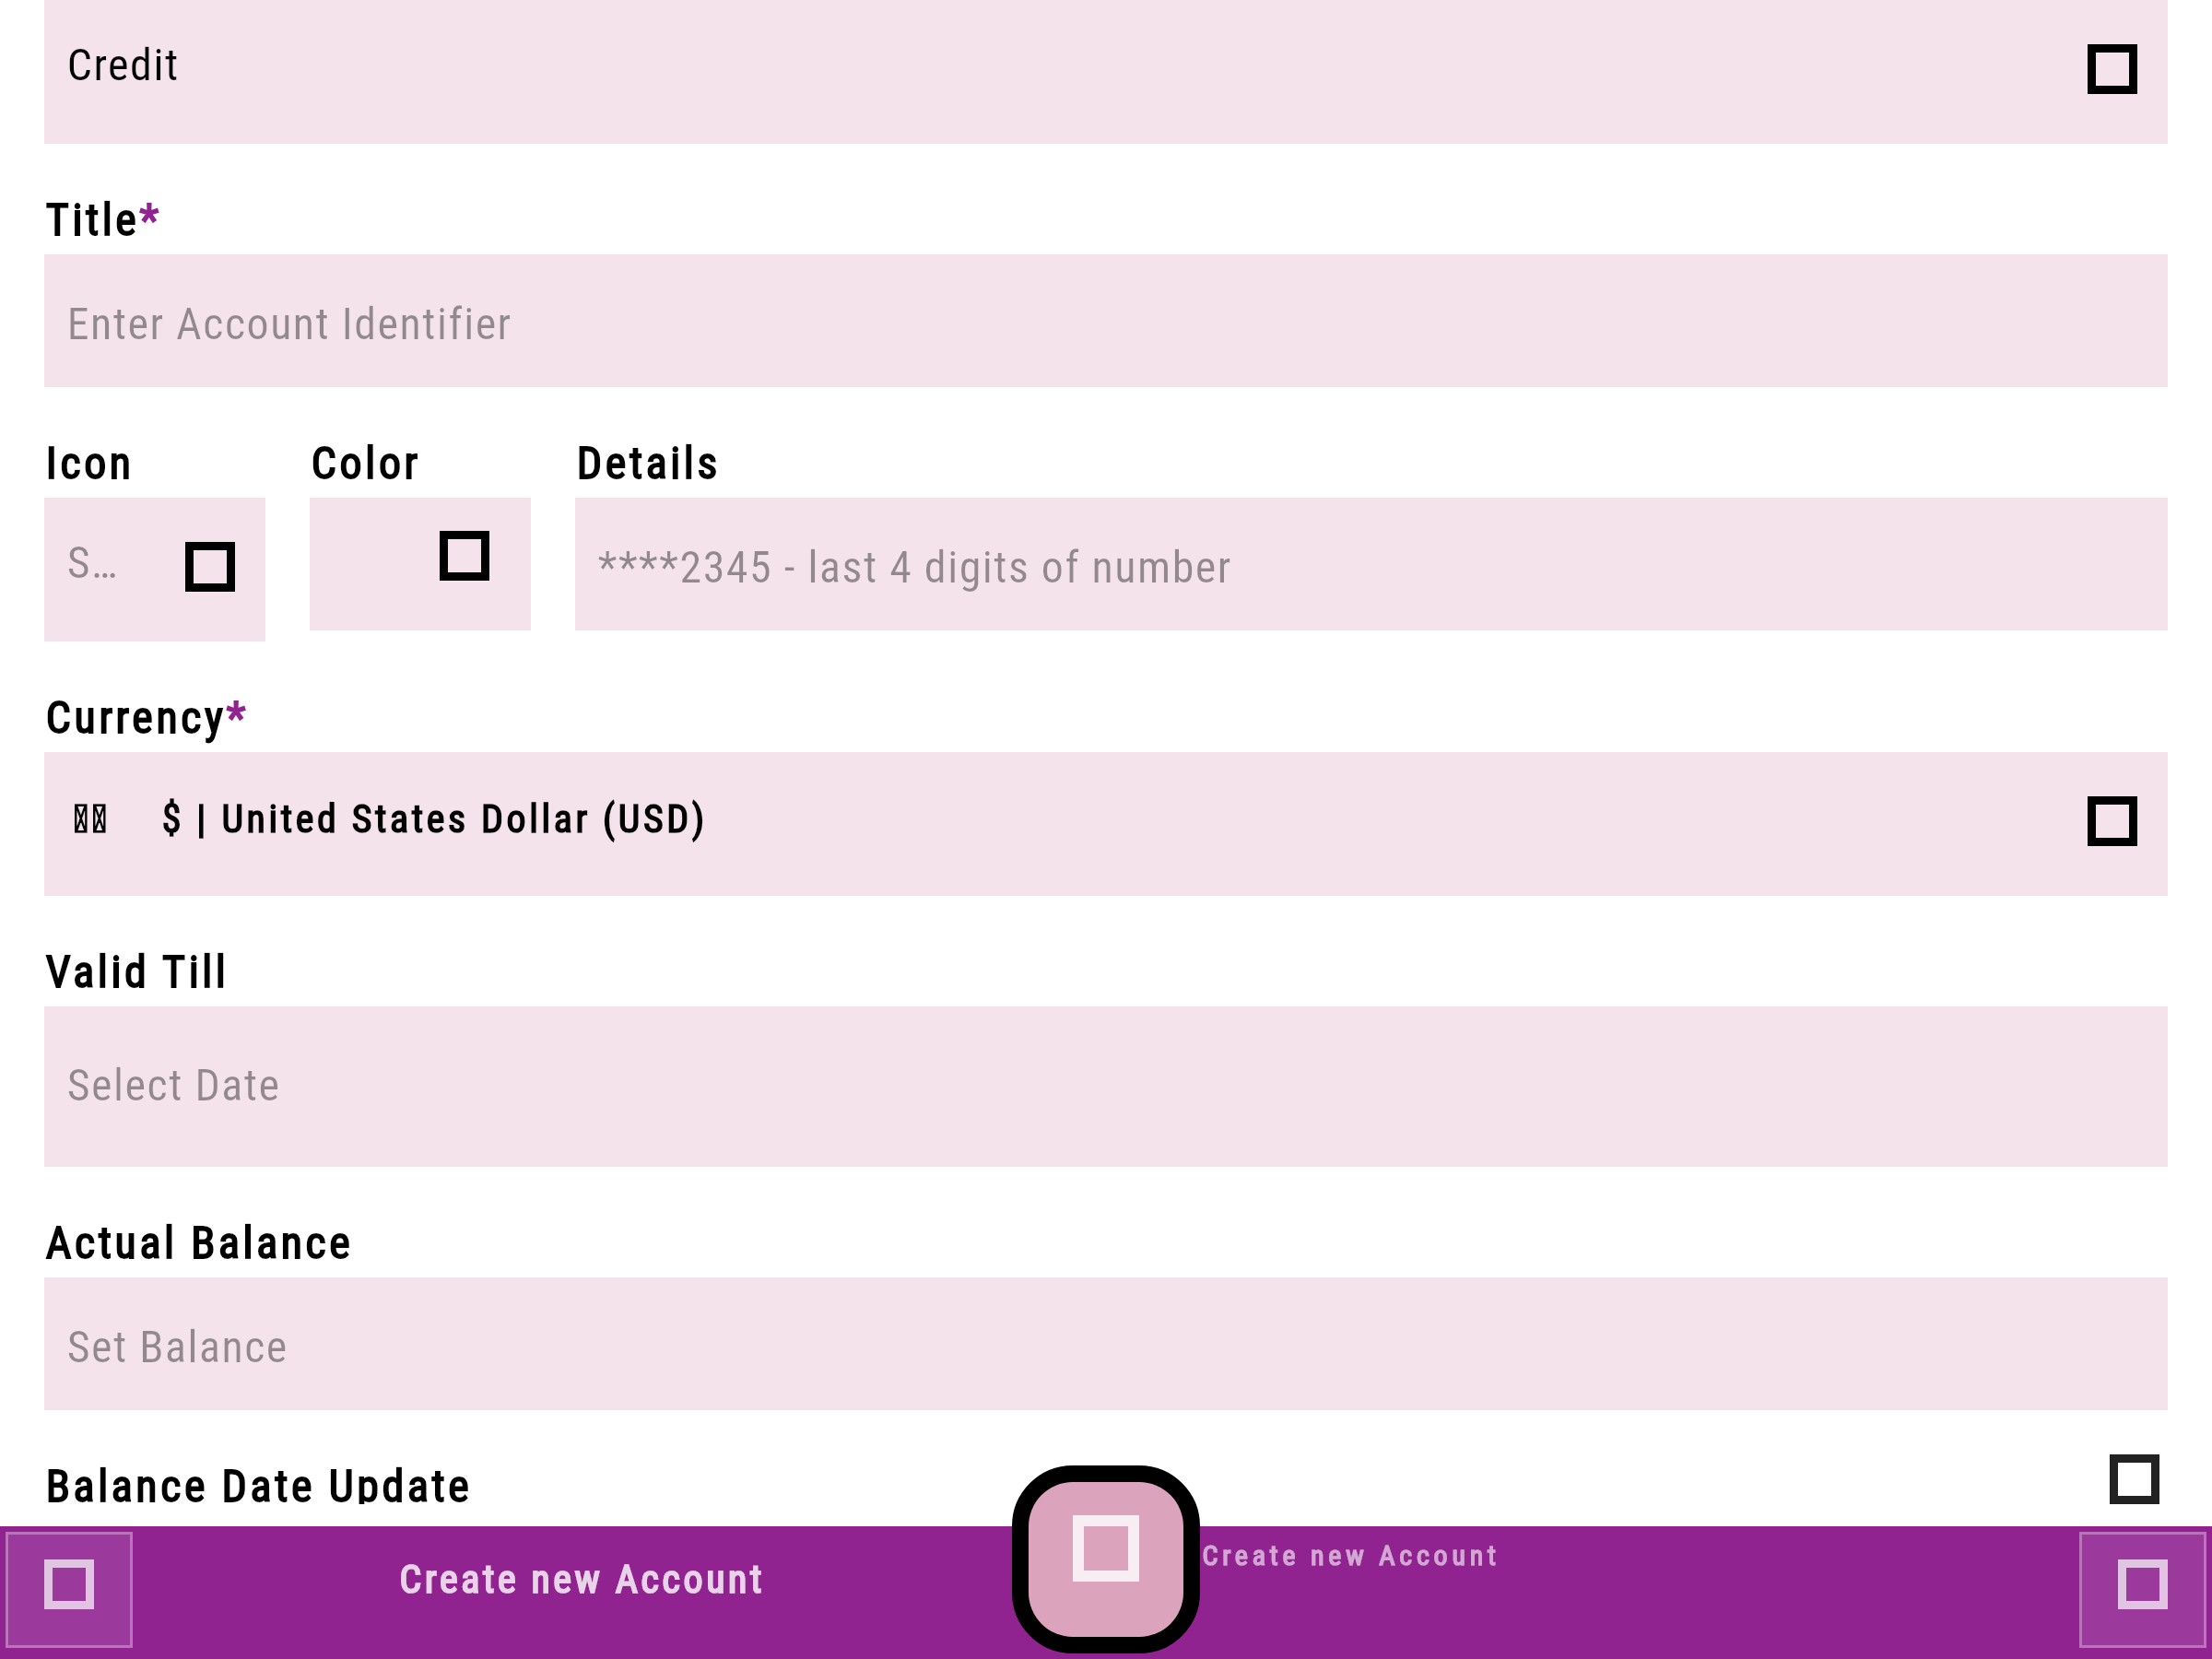 Credit
Title*
Enter Account Identifier
Icon Color Details
S… ****2345 - last 4 digits of number
Currency*
$ | United States Dollar (USD)
Valid Till
Select Date
Actual Balance
Set Balance
Balance Date Update
Create new Account
Create new Account